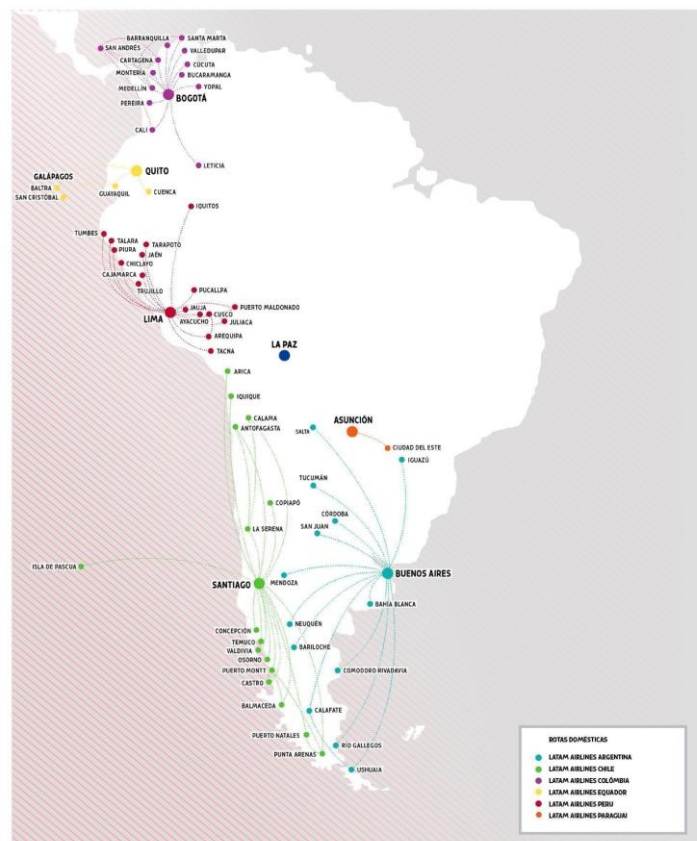 BARRANQUILLA
SANTA MARTA
SAN ANDRÉS
VALLEDUPAR
CARTAGENA
CÚCUTA
MONTERÍA
BUCARAMANGA
MEDELLÍN
YOPAL
BOGOTÁ
PEREIRA
CALI
LETICIA
GALÁPAGOS
QUITO
BALTRA
GUAYAQUIL
CUENCA
SAN CRISTÓBAL
IQUITOS
TUMBES
TALARA
TARAPOTO
PIURA
JAÉN
CHICLAYO
CAJAMARCA
TRUJILLO
PUCALLPA
JAUJA
PUERTO MALDONADO
LIMA
CUSCO
AYACUCHO
JULIACA
AREQUIPA
TACNA
LA PAZ
ARICA
IQUIQUE
CALAMA
ANTOFAGASTA
SALTA
ASUNCIÓN
CIUDAD DEL ESTE
IGUAZÚ
TUCUMÁN
COPIAPÓ
CÓRDOBA
LA SERENA
SAN JUAN
ISLA DE PASCUA
SANTIAGO
MENDOZA
BUENOS AIRES
BAHÍA BLANCA
CONCEPCIÓN
NEUQUÉN
TEMUCO
VALDIVIA
BARILOCHE
OSORNO
PUERTO MONTT
COMODORO RIVADAVIA
CASTRO
BALMACEDA
CALAFATE
PUERTO NATALES
RÍO GALLEGOS
PUNTA ARENAS
USHUAIA
ROTAS DOMÉSTICAS
LATAM AIRLINES ARGENTINA
LATAM AIRLINES CHILE
LATAM AIRLINES COLÔMBIA
LATAM AIRLINES EQUADOR
LATAM AIRLINES PERU
LATAM AIRLINES PARAGUAI